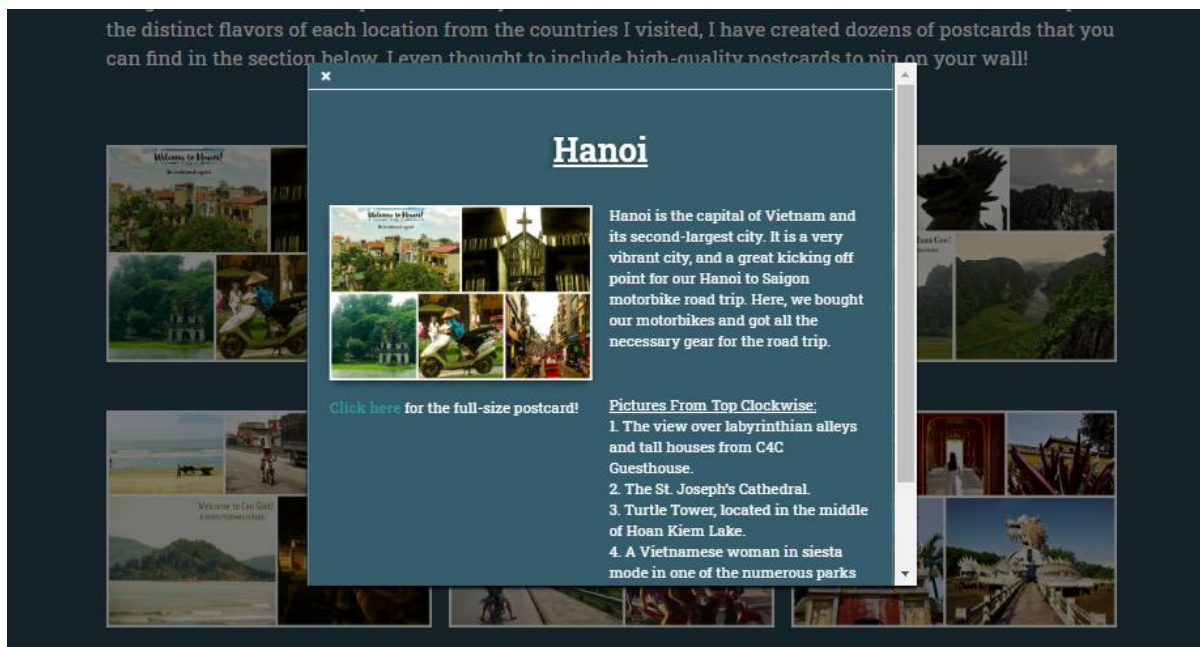 the distinct flavors of each location from the countries I visited, I have created dozens of postcards that you
can find in the section below. I even thought to include high-quality postcards to pin on your wall!
×
Hanoi
Welcome to Hanoi!
Hanoi is the capital of Vietnam and
its second-largest city. It is a very
vibrant city, and a great kicking off
point for our Hanoi to Saigon
motorbike road trip. Here, we bought
our motorbikes and got all the
necessary gear for the road trip.
Click here for the full-size postcard!
Pictures From Top Clockwise:
1. The view over labyrinthian alleys
and tall houses from C4C
Guesthouse.
2. The St. Joseph's Cathedral.
3. Turtle Tower, located in the middle
of Hoan Kiem Lake.
4. A Vietnamese woman in siesta
mode in one of the numerous parks
Welcome to Hanoi!
Welcome to